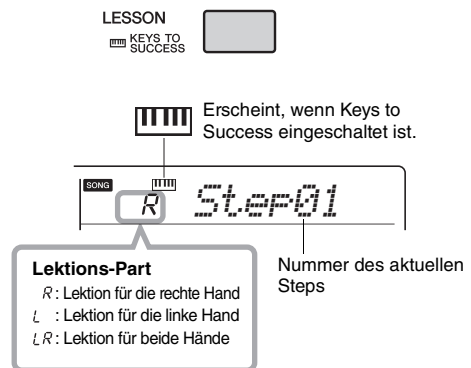 LESSON
KEYS TO
SUCCESS
Erscheint, wenn Keys to
Success eingeschaltet ist.
SONG
R Step01
Lektions-Part
R: Lektion für die rechte Hand
L : Lektion für die linke Hand
LR: Lektion für beide Hände
Nummer des aktuellen
Steps